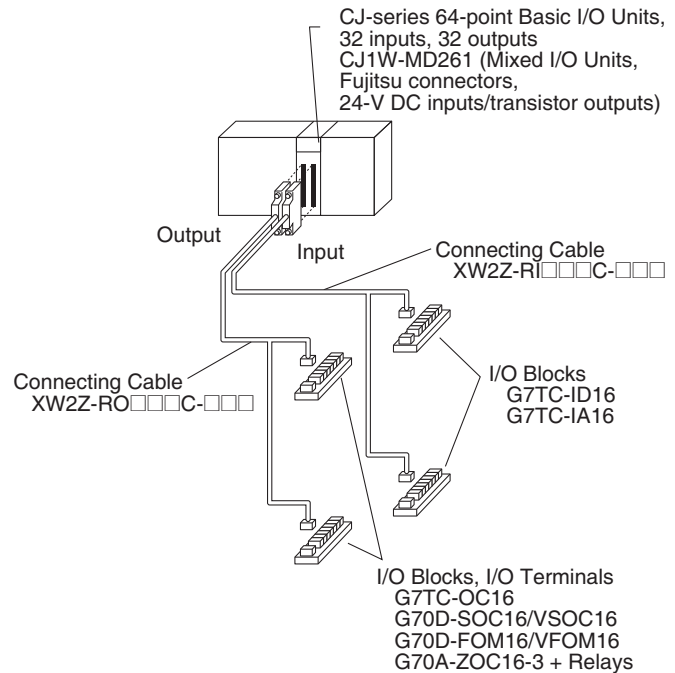 CJ-series 64-point Basic I/O Units,
32 inputs, 32 outputs
CJ1W-MD261 (Mixed I/O Units,
Fujitsu connectors,
24-V DC inputs/transistor outputs)
Output
Input
Connecting Cable
XW2Z-RI□□□C-□□□
Connecting Cable
XW2Z-RO□□□C-□□□
I/O Blocks
G7TC-ID16
G7TC-IA16
I/O Blocks, I/O Terminals
G7TC-OC16
G70D-SOC16/VSOC16
G70D-FOM16/VFOM16
G70A-ZOC16-3 + Relays